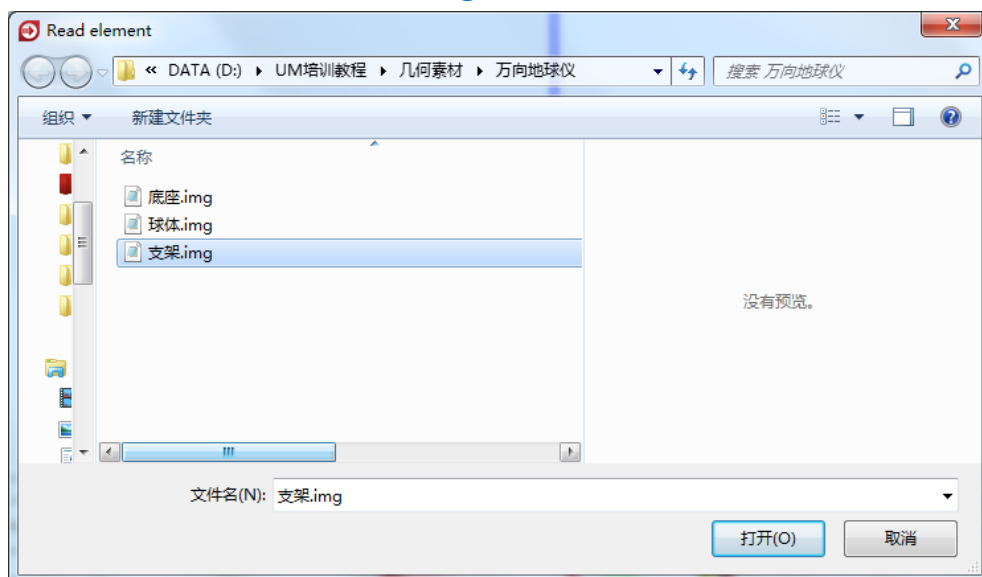 Read element
« DATA (D:) ▸ UM培训教程 ▸ 几何素材 ▸ 万向地球仪
搜索 万向地球仪
组织 新建文件夹
名称
底座.img
球体.img
支架.img
没有预览。
文件名(N): 支架.img
打开(O) 取消